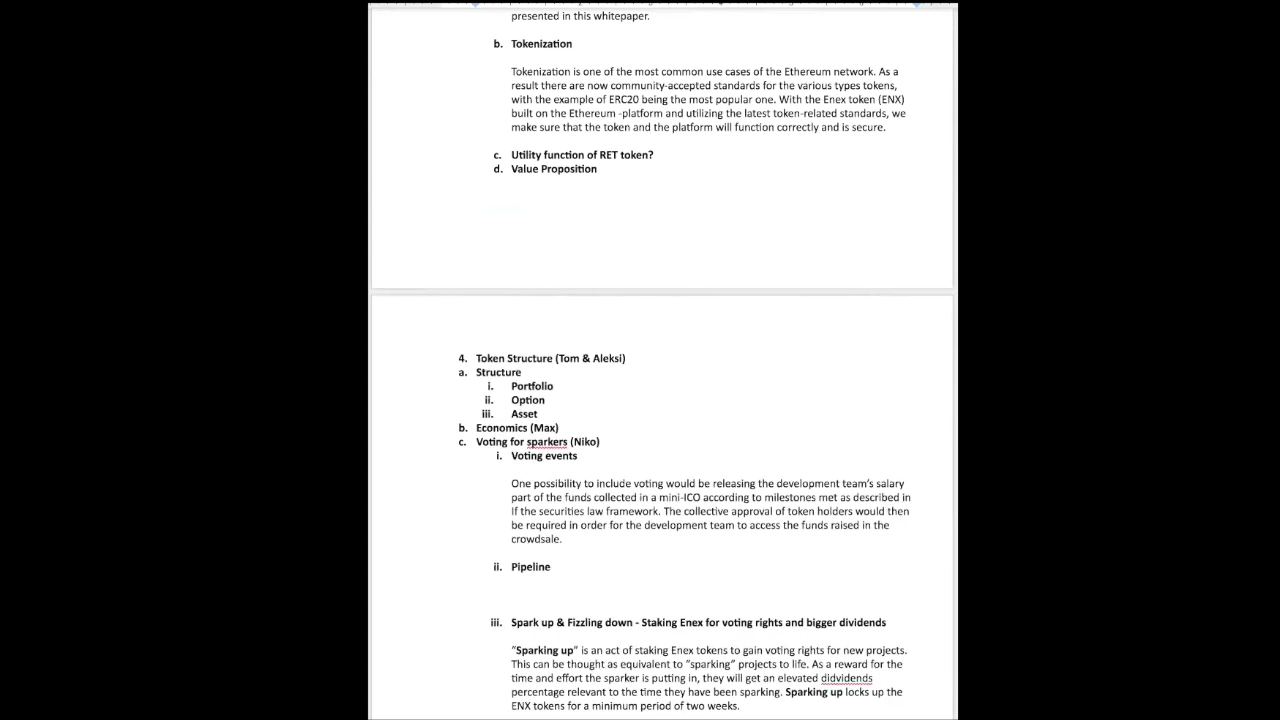 presented in this whitepaper.
b. Tokenization
Tokenization is one of the most common use cases of the Ethereum network. As a
result there are now community-accepted standards for the various types tokens,
with the example of ERC20 being the most popular one. With the Enex token (ENX)
built on the Ethereum -platform and utilizing the latest token-related standards, we
make sure that the token and the platform will function correctly and is secure.
c. Utility function of RET token?
d. Value Proposition
4. Token Structure (Tom & Aleksi)
a. Structure
i. Portfolio
ii. Option
iii. Asset
b. Economics (Max)
c. Voting for sparkers (Niko)
i. Voting events
One possibility to include voting would be releasing the development team's salary
part of the funds collected in a mini-ICO according to milestones met as described in
If the securities law framework. The collective approval of token holders would then
be required in order for the development team to access the funds raised in the
crowdsale.
ii. Pipeline
iii. Spark up & Fizzling down - Staking Enex for voting rights and bigger dividends
“Sparking up” is an act of staking Enex tokens to gain voting rights for new projects.
This can be thought as equivalent to “sparking” projects to life. As a reward for the
time and effort the sparker is putting in, they will get an elevated didvidends
percentage relevant to the time they have been sparking. Sparking up locks up the
ENX tokens for a minimum period of two weeks.